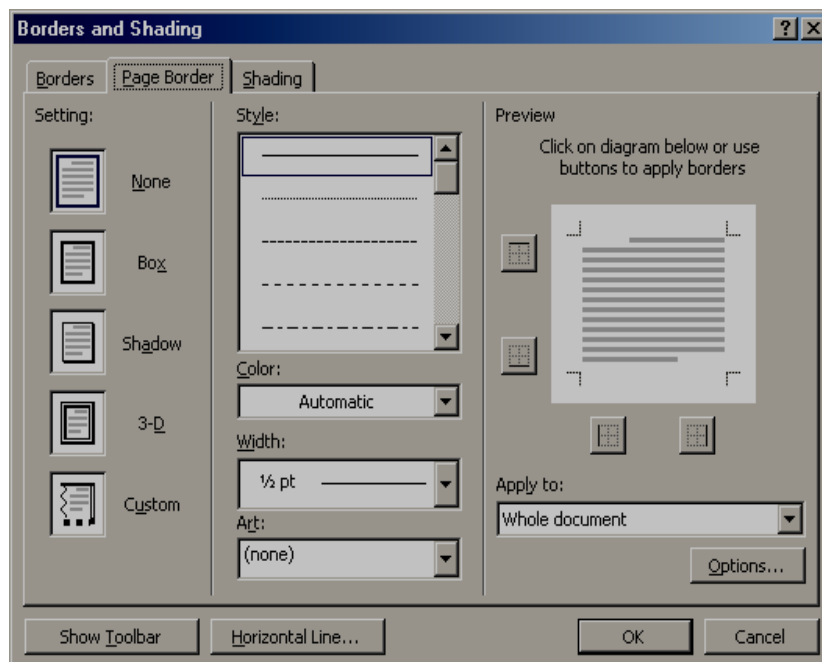 Borders and Shading
Borders
Page Border
Shading
Setting:
None
Box
Shadow
3-D
Custom
Style:
Color:
Automatic
Width:
½ pt
Art:
(none)
Preview
Click on diagram below or use
buttons to apply borders
Apply to:
Whole document
Options...
Show Toolbar
Horizontal Line...
OK
Cancel